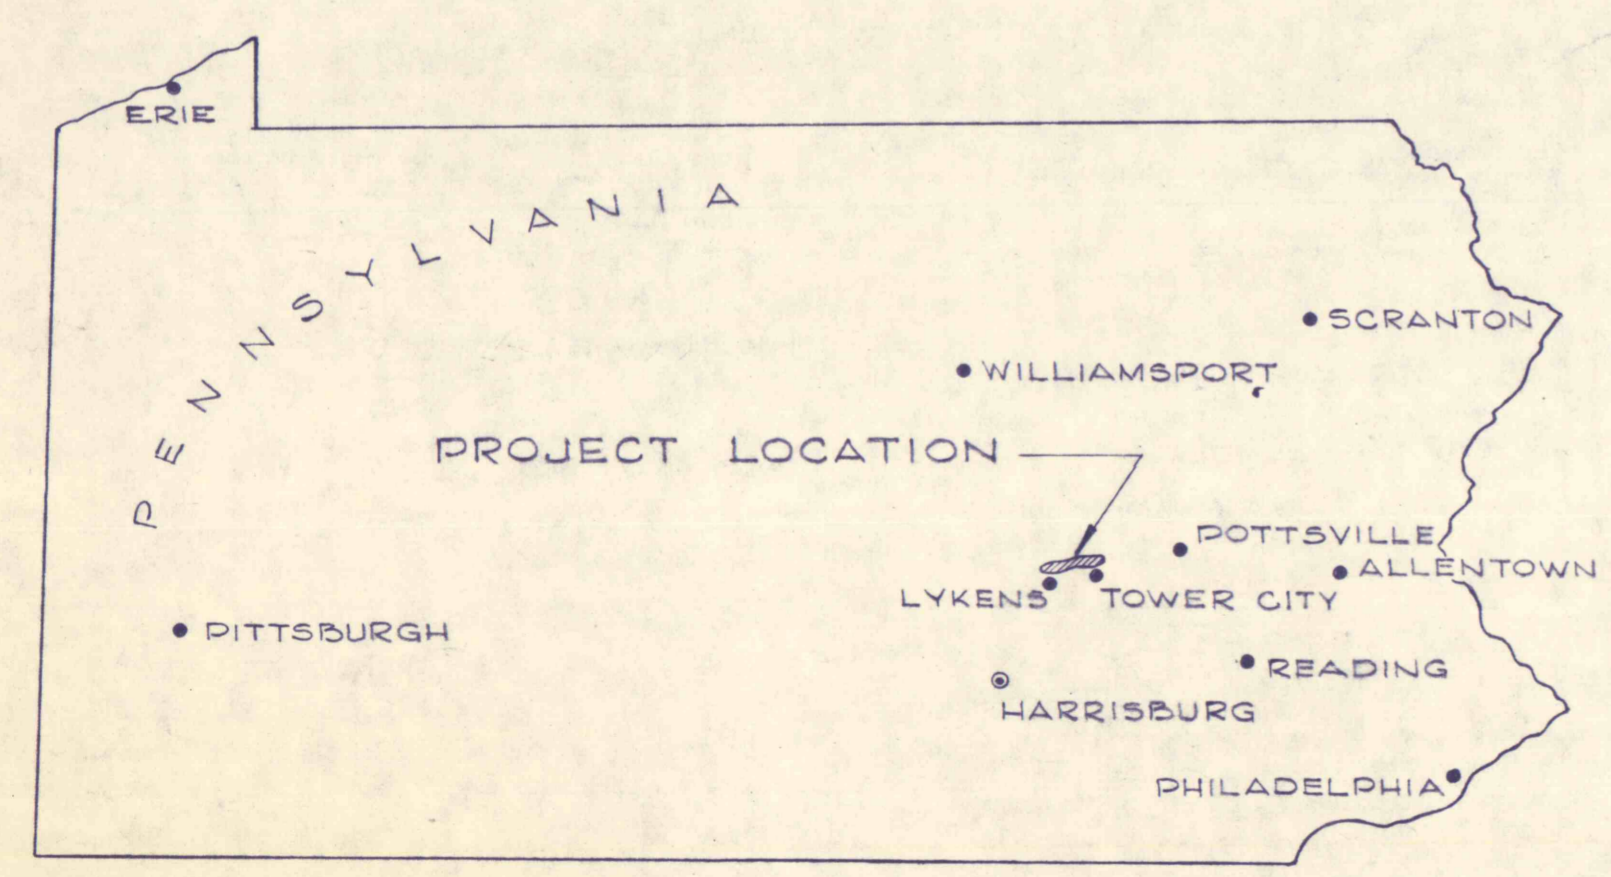 ERIE
PENNSYLVANIA
SCRANTON
WILLIAMSPORT
PROJECT LOCATION
POTTSVILLE
ALLENTOWN
LYKENS
TOWER CITY
PITTSBURGH
READING
HARRISBURG
PHILADELPHIA